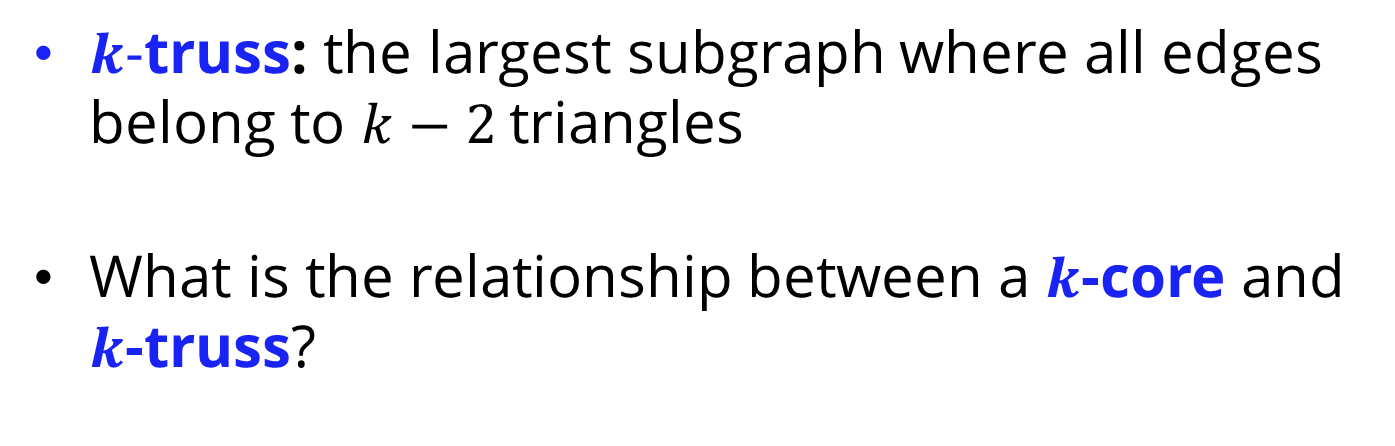 • k-truss: the largest subgraph where all edges
belong to k − 2 triangles
• What is the relationship between a k-core and
k-truss?